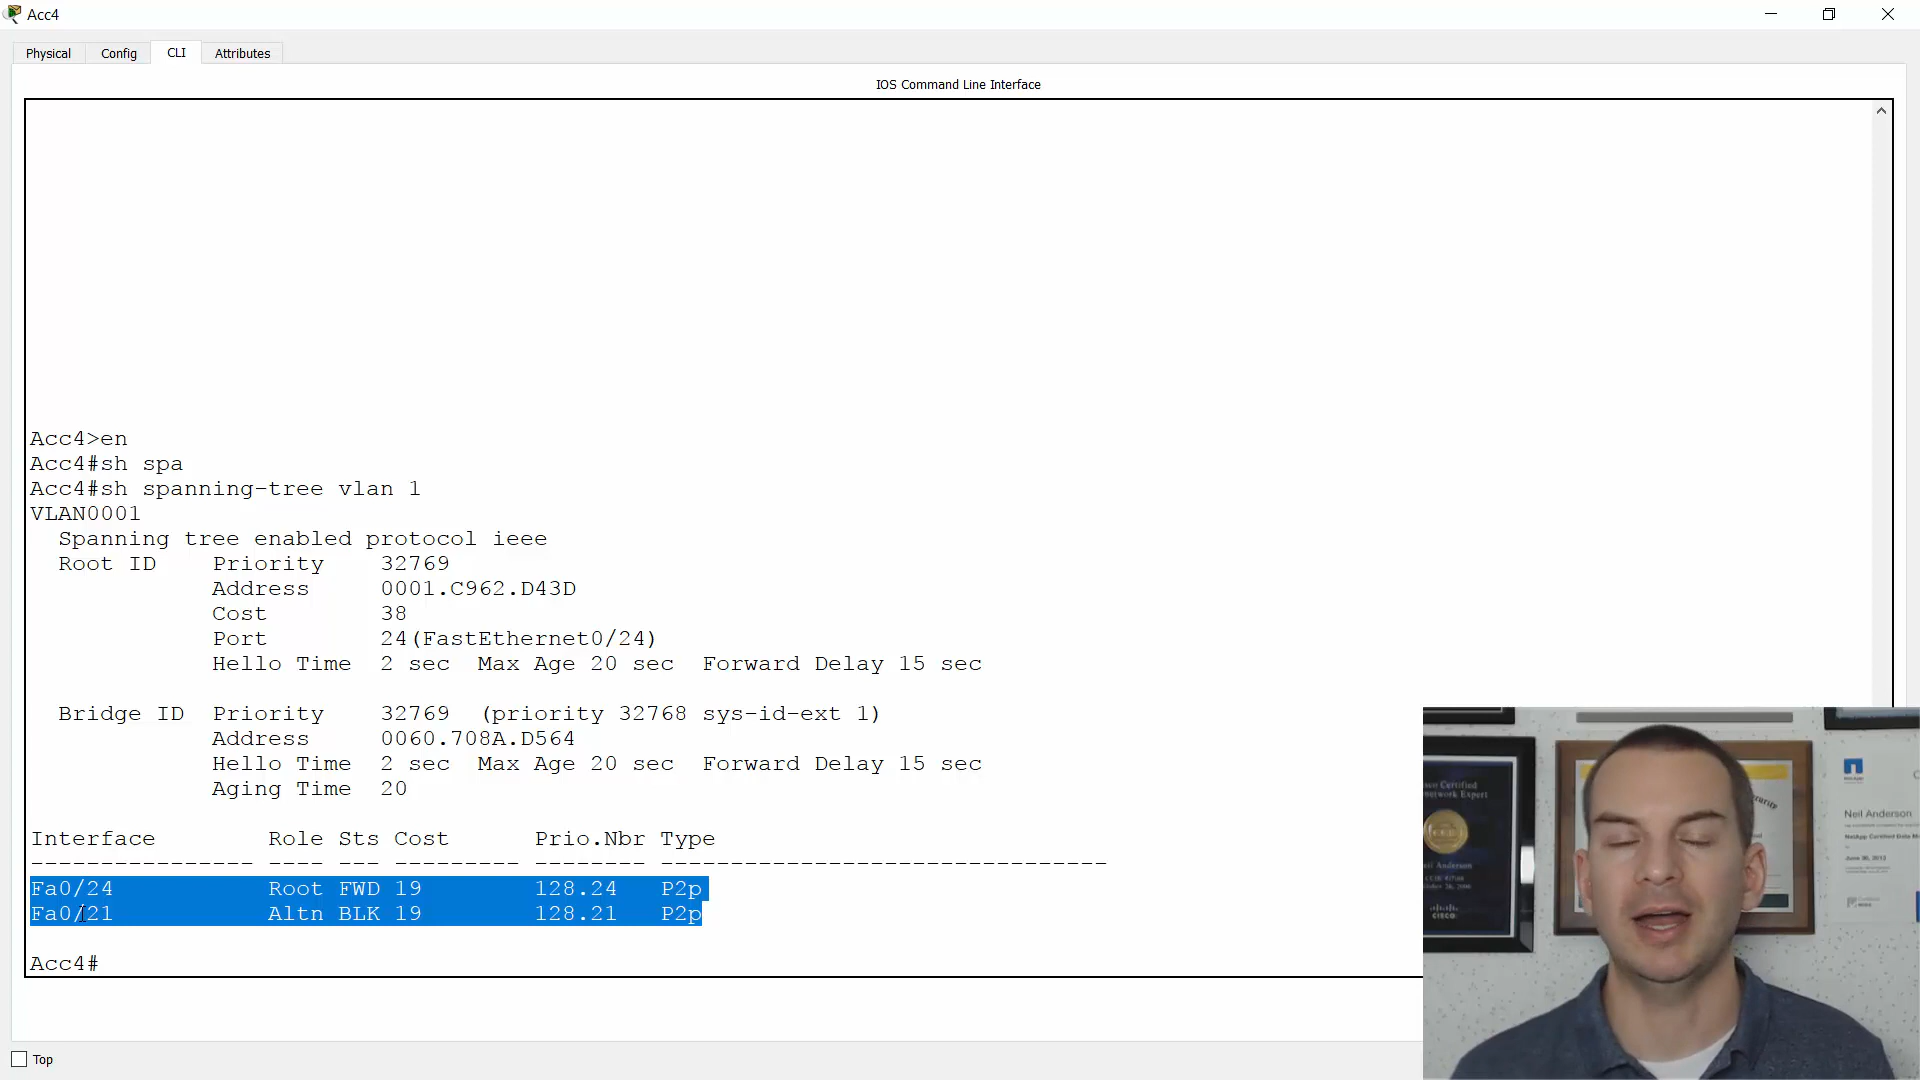 Acc4
Physical Config CLI Attributes
IOS Command Line Interface
Acc4>en
Acc4#sh spa
Acc4#sh spanning-tree vlan 1
VLAN0001
Spanning tree enabled protocol ieee
Root ID Priority 32769
Address 0001.C962.D43D
Cost 38
Port 24(FastEthernet0/24)
Hello Time 2 sec Max Age 20 sec Forward Delay 15 sec
Bridge ID Priority 32769 (priority 32768 sys-id-ext 1)
Address 0060.708A.D564
Hello Time 2 sec Max Age 20 sec Forward Delay 15 sec
Aging Time 20
Interface Role Sts Cost Prio.Nbr Type
---------------- ---- --- --------- -------- --------------------------------
Fa0/24 Root FWD 19 128.24 P2p
Fa0/21 Altn BLK 19 128.21 P2p
Acc4#
Top
Neil Anderson
NetApp Certified Data
CISCO